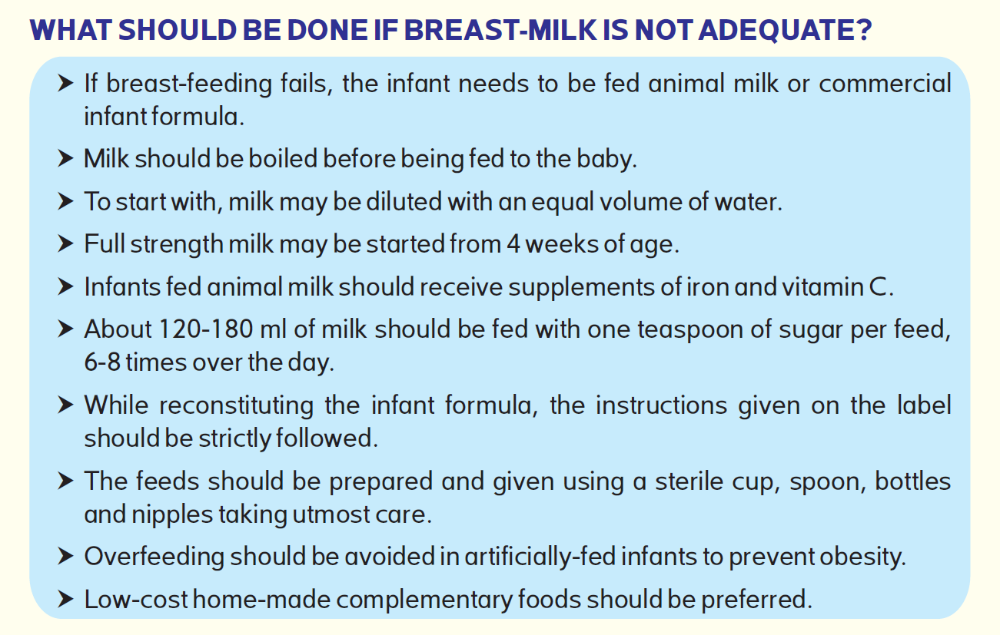 WHAT SHOULD BE DONE IF BREAST-MILK IS NOT ADEQUATE?
➤ If breast-feeding fails, the infant needs to be fed animal milk or commercial
infant formula.
➤ Milk should be boiled before being fed to the baby.
➤ To start with, milk may be diluted with an equal volume of water.
➤ Full strength milk may be started from 4 weeks of age.
➤ Infants fed animal milk should receive supplements of iron and vitamin C.
➤ About 120-180 ml of milk should be fed with one teaspoon of sugar per feed,
6-8 times over the day.
➤ While reconstituting the infant formula, the instructions given on the label
should be strictly followed.
➤ The feeds should be prepared and given using a sterile cup, spoon, bottles
and nipples taking utmost care.
➤ Overfeeding should be avoided in artificially-fed infants to prevent obesity.
➤ Low-cost home-made complementary foods should be preferred.